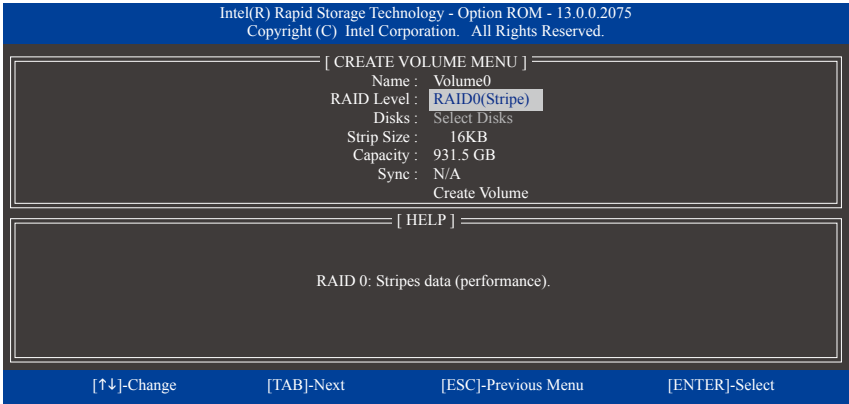 Intel(R) Rapid Storage Technology - Option ROM - 13.0.0.2075
Copyright (C) Intel Corporation. All Rights Reserved.
[ CREATE VOLUME MENU ]
Name : Volume0
RAID Level : RAID0(Stripe)
Disks : Select Disks
Strip Size : 16KB
Capacity : 931.5 GB
Sync : N/A
Create Volume
[ HELP ]
RAID 0: Stripes data (performance).
[↑↓]-Change [TAB]-Next [ESC]-Previous Menu [ENTER]-Select